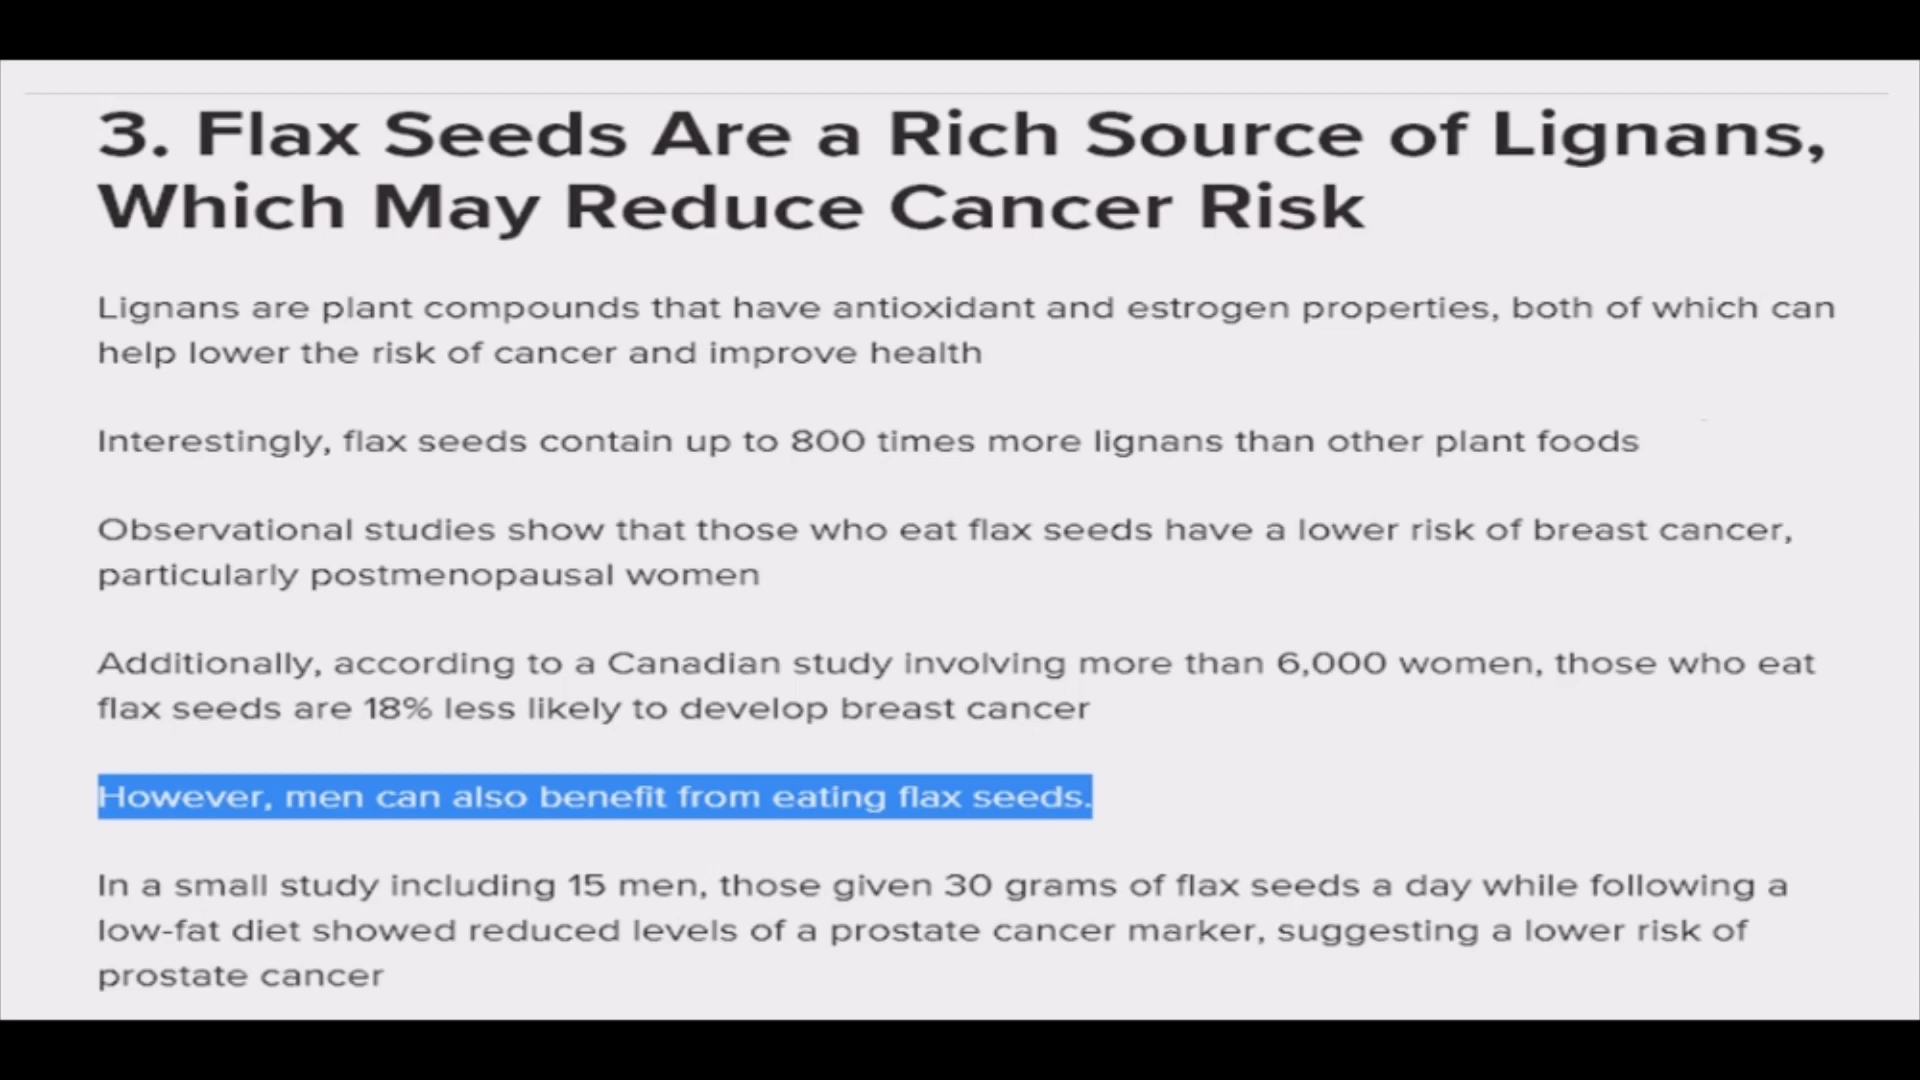 3. Flax Seeds Are a Rich Source of Lignans,
Which May Reduce Cancer Risk
Lignans are plant compounds that have antioxidant and estrogen properties, both of which can
help lower the risk of cancer and improve health
Interestingly, flax seeds contain up to 800 times more lignans than other plant foods
Observational studies show that those who eat flax seeds have a lower risk of breast cancer,
particularly postmenopausal women
Additionally, according to a Canadian study involving more than 6,000 women, those who eat
flax seeds are 18% less likely to develop breast cancer
However, men can also benefit from eating flax seeds.
In a small study including 15 men, those given 30 grams of flax seeds a day while following a
low-fat diet showed reduced levels of a prostate cancer marker, suggesting a lower risk of
prostate cancer